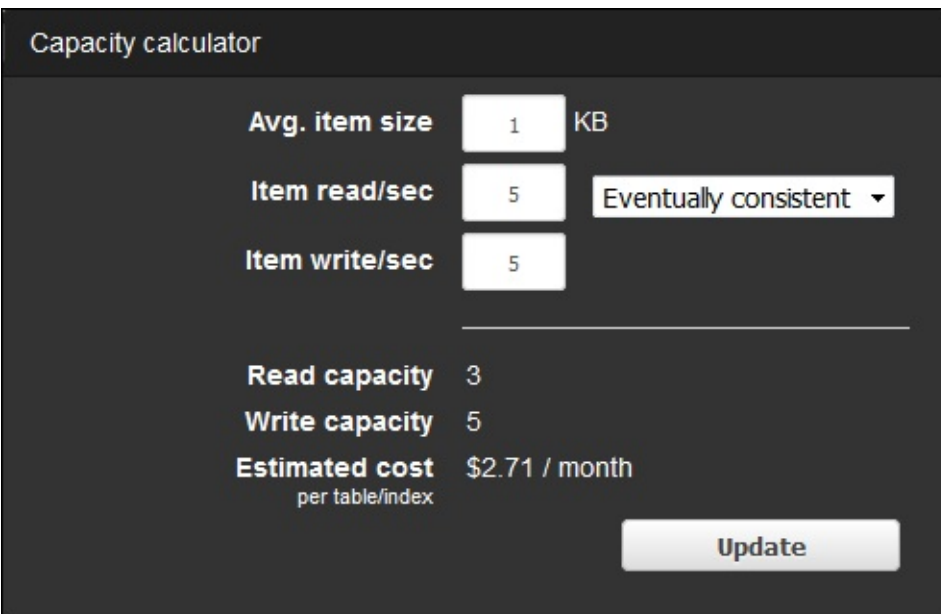 Capacity calculator
Avg. item size 1 KB
Item read/sec 5 Eventually consistent
Item write/sec 5
Read capacity 3
Write capacity 5
Estimated cost $2.71 / month
per table/index
Update